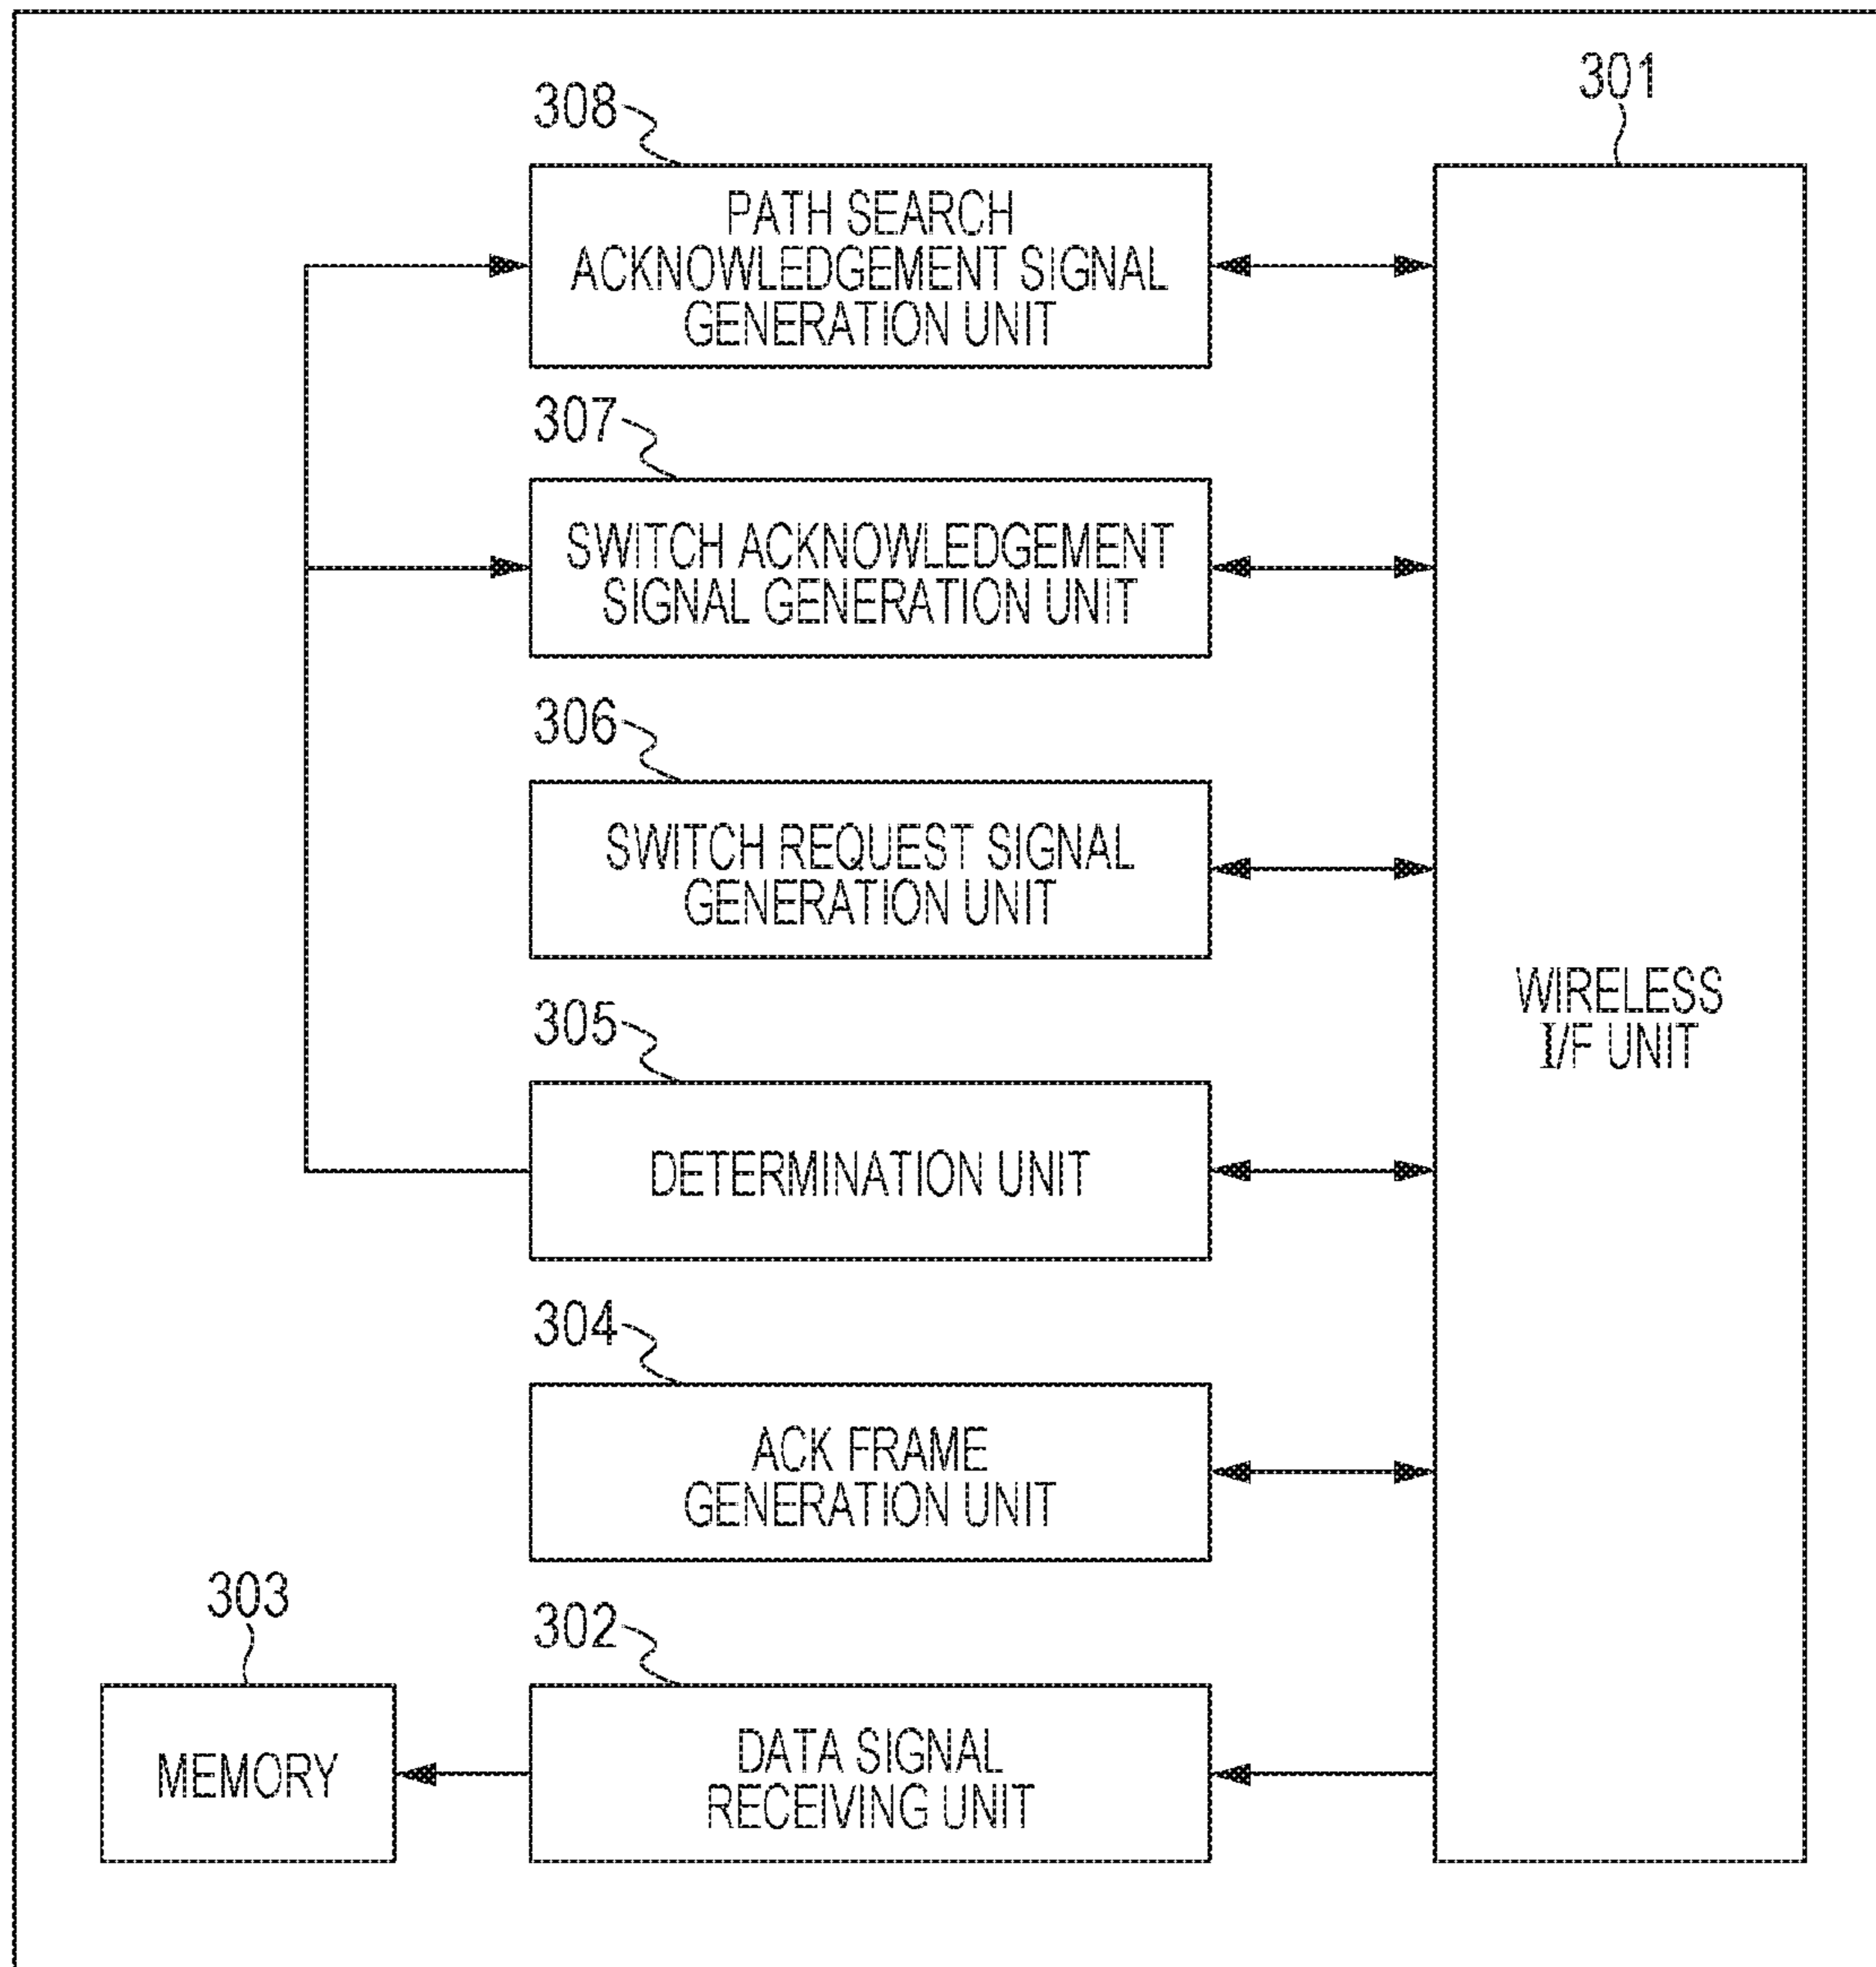 308
301
PATH SEARCH
ACKNOWLEDGEMENT SIGNAL
GENERATION UNIT
307
SWITCH ACKNOWLEDGEMENT
SIGNAL GENERATION UNIT
306
SWITCH REQUEST SIGNAL
GENERATION UNIT
WIRELESS
I/F UNIT
305
DETERMINATION UNIT
304
ACK FRAME
GENERATION UNIT
303
302
MEMORY
DATA SIGNAL
RECEIVING UNIT